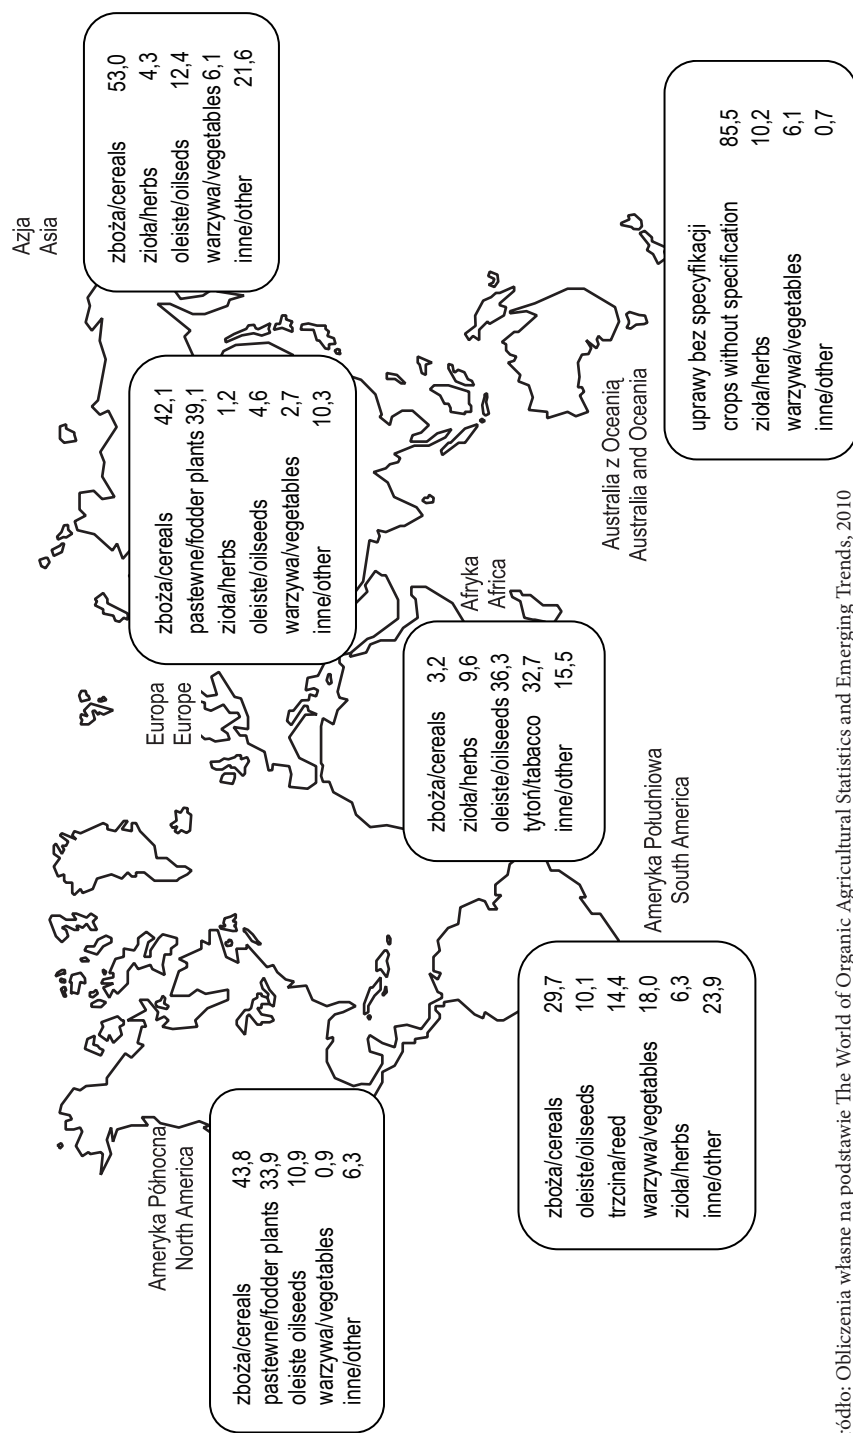 Ameryka Północna
North America
zboża/cereals 43,8
pastewne/fodder plants 33,9
oleiste oilseeds 10,9
warzywa/vegetables 0,9
inne/other 6,3
Europa
Europe
zboża/cereals 42,1
pastewne/fodder plants 39,1
zioła/herbs 1,2
oleiste/oilseeds 4,6
warzywa/vegetables 2,7
inne/other 10,3
Azja
Asia
zboża/cereals 53,0
zioła/herbs 4,3
oleiste/oilseds 12,4
warzywa/vegetables 6,1
inne/other 21,6
Ameryka Południowa
South America
zboża/cereals 29,7
oleiste/oilseeds 10,1
trzcina/reed 14,4
warzywa/vegetables 18,0
zioła/herbs 6,3
inne/other 23,9
Afryka
Africa
zboża/cereals 3,2
zioła/herbs 9,6
oleiste/oilseeds 36,3
tytoń/tabacco 32,7
inne/other 15,5
Australia z Oceanią
Australia and Oceania
uprawy bez specyfikacji
crops without specification 85,5
zioła/herbs 10,2
warzywa/vegetables 6,1
inne/other 0,7
ródło: Obliczenia własne na podstawie The World of Organic Agricultural Statistics and Emerging Trends, 2010